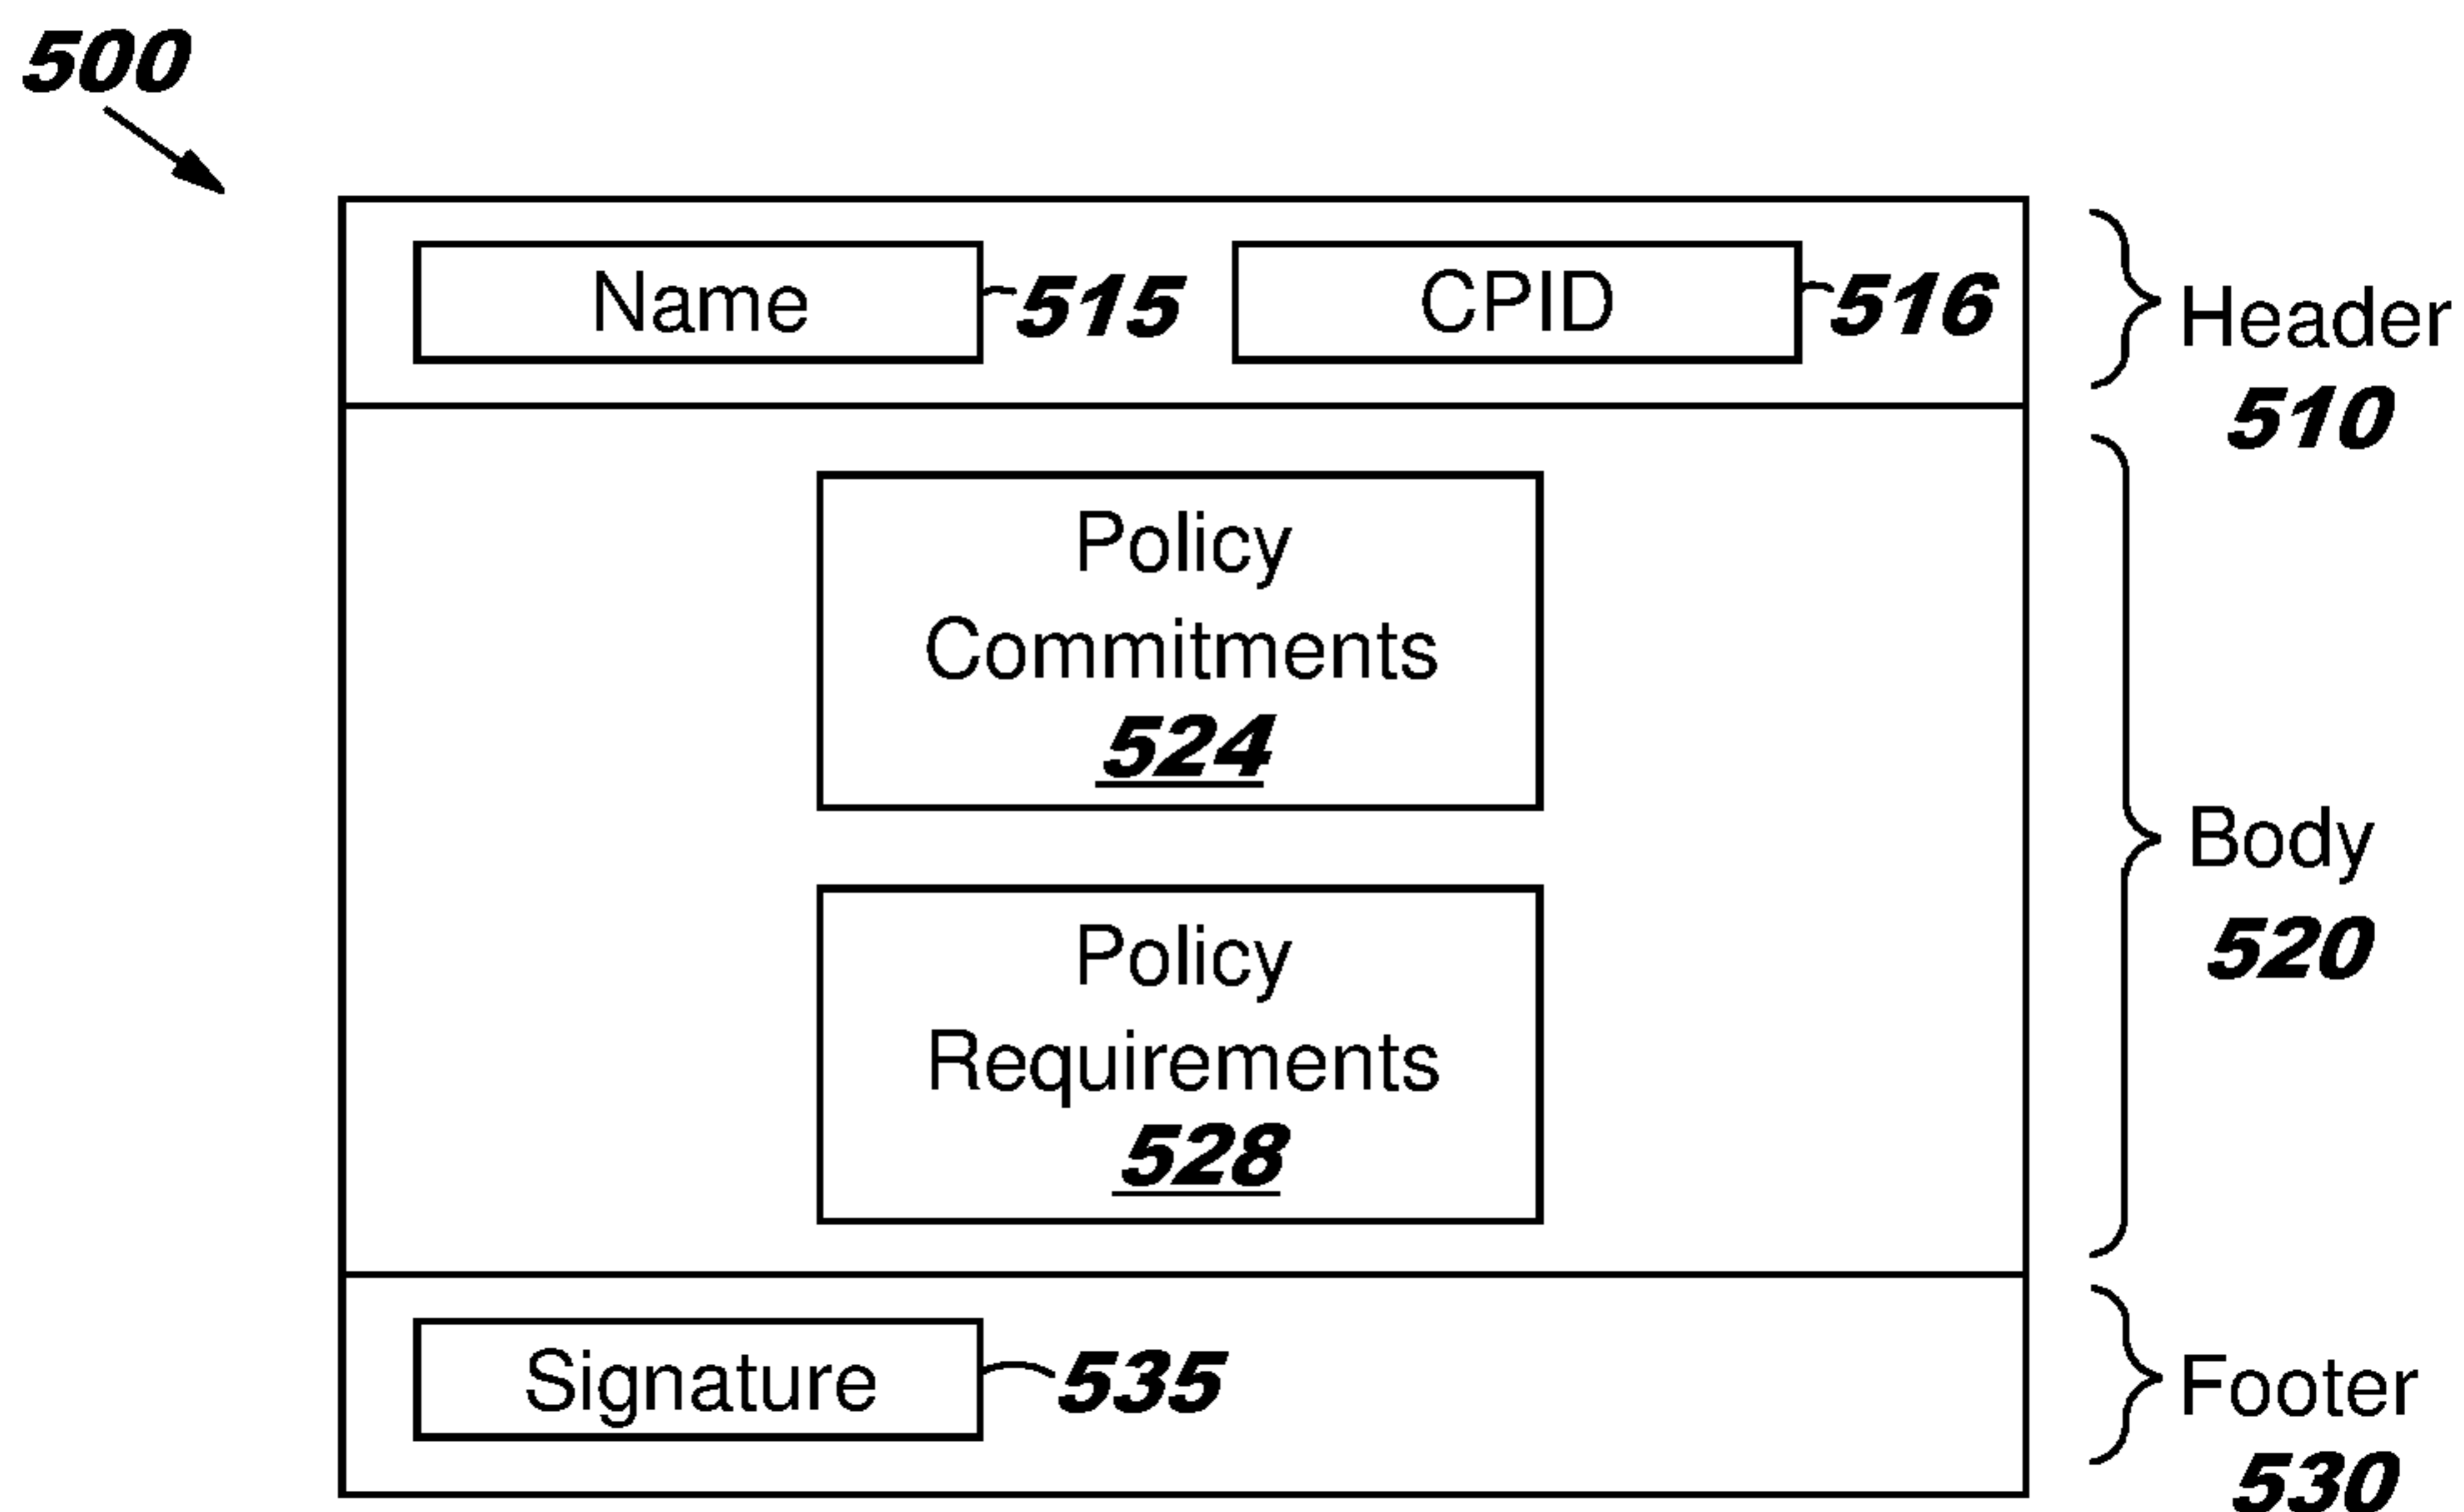 500
Name 515 CPID 516
Header
510
Policy
Commitments
524
Body
520
Policy
Requirements
528
Signature 535
Footer
530